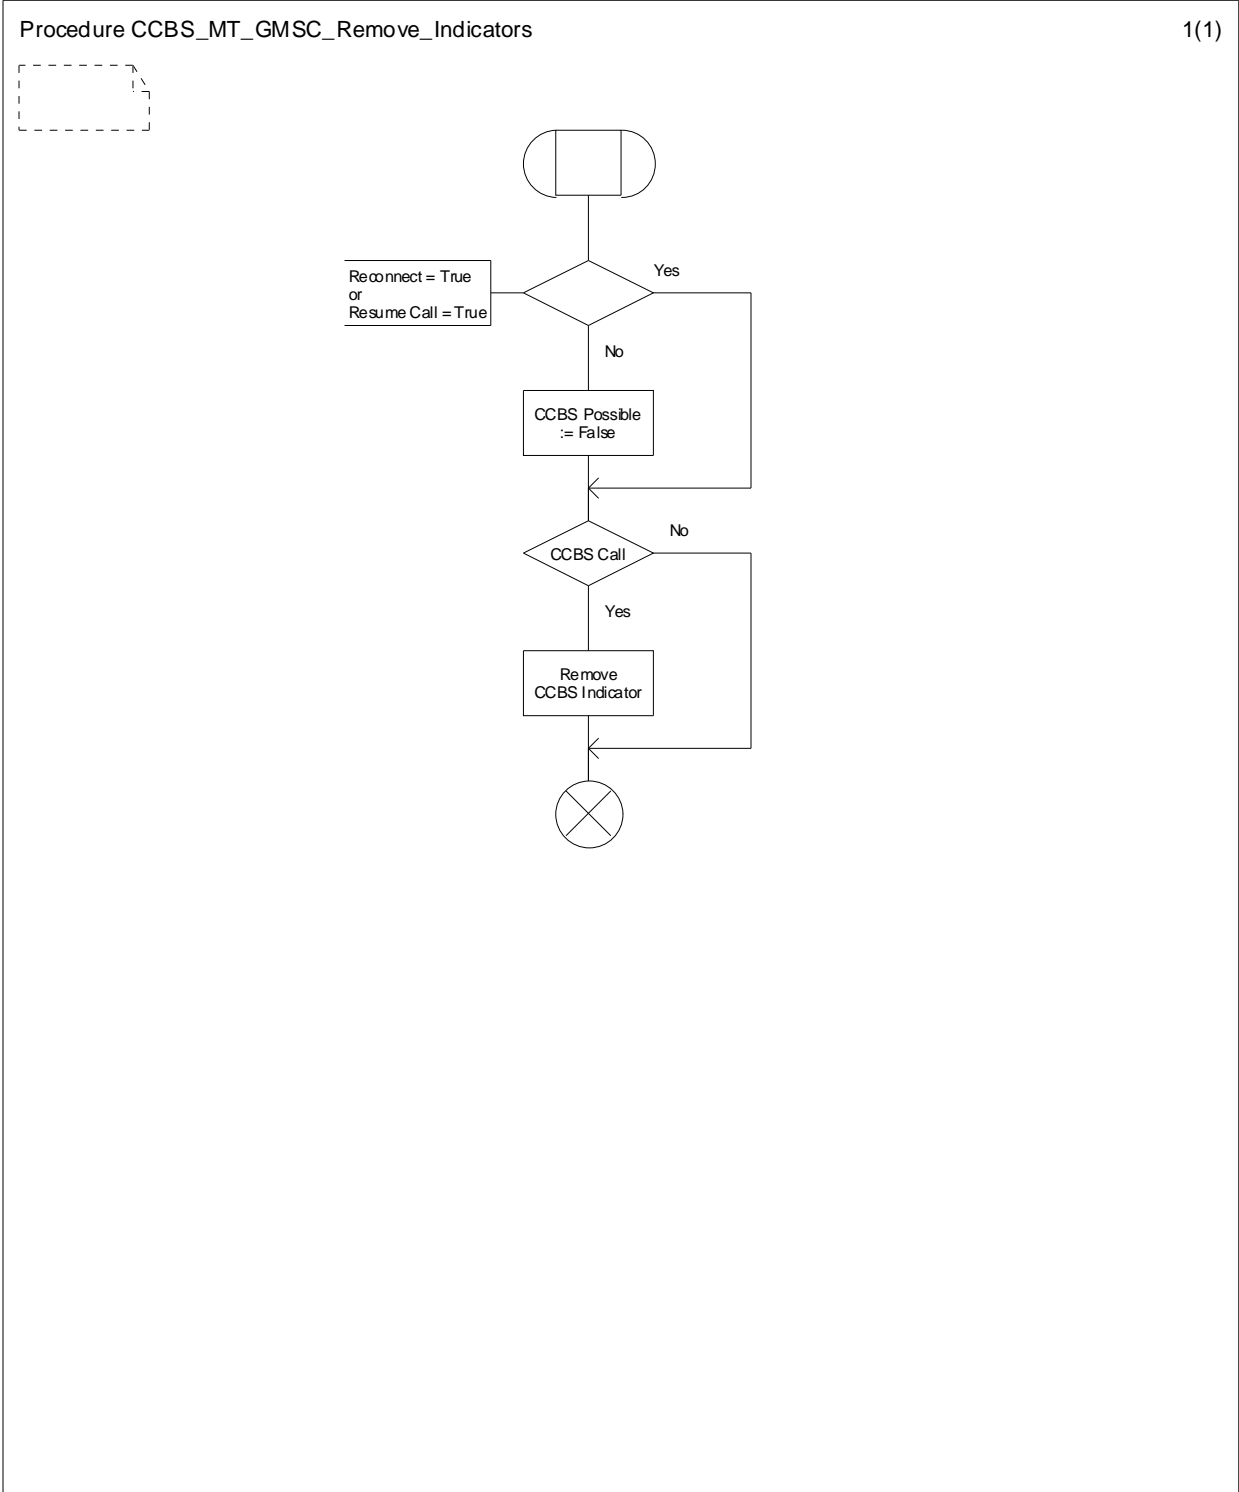 Procedure CCBS_MT_GMSC_Remove_Indicators
1(1)
Reconnect = True
or
Resume Call = True
Yes
No
CCBS Possible
:= False
CCBS Call
No
Yes
Remove
CCBS Indicator